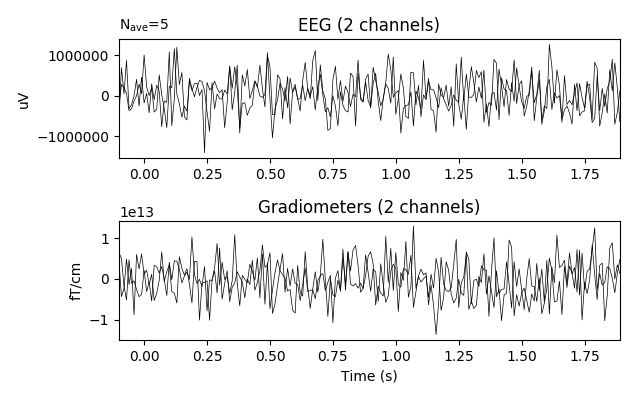 N_ave=5
EEG (2 channels)
1000000
0
−1000000
uV
0.00 0.25 0.50 0.75 1.00 1.25 1.50 1.75
1e13
Gradiometers (2 channels)
1
0
−1
fT/cm
0.00 0.25 0.50 0.75 1.00 1.25 1.50 1.75
Time (s)